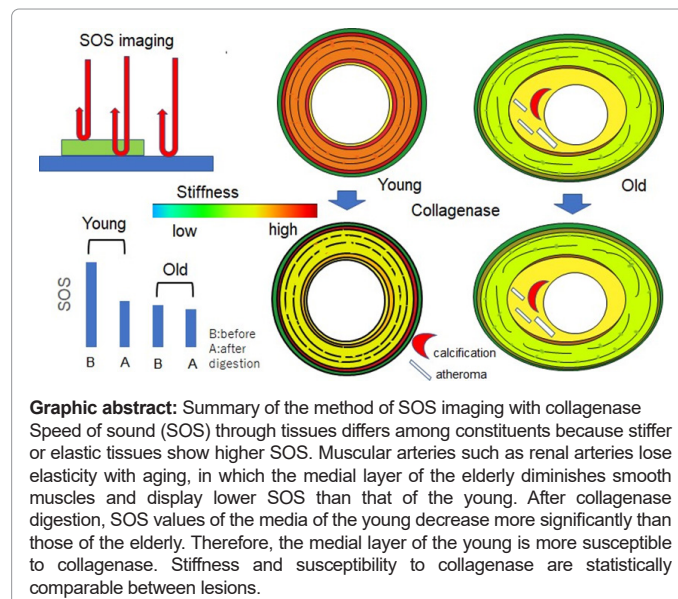 SOS imaging
Young
Old
Stiffness
low
high
Collagenase
Young
Old
SOS
B
A
B
A
B:before
A:after
digestion
calcification
atheroma
Graphic abstract: Summary of the method of SOS imaging with collagenase
Speed of sound (SOS) through tissues differs among constituents because stiffer
or elastic tissues show higher SOS. Muscular arteries such as renal arteries lose
elasticity with aging, in which the medial layer of the elderly diminishes smooth
muscles and display lower SOS than that of the young. After collagenase
digestion, SOS values of the media of the young decrease more significantly than
those of the elderly. Therefore, the medial layer of the young is more susceptible
to collagenase. Stiffness and susceptibility to collagenase are statistically
comparable between lesions.